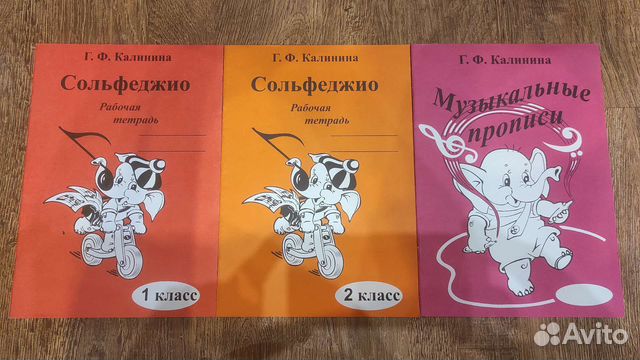 Г. Ф. Калинина
Сольфеджио
Рабочая
тетрадь
1 класс
Г. Ф. Калинина
Сольфеджио
Рабочая
тетрадь
2 класс
Г. Ф. Калинина
Музыкальные
прописи
Avito